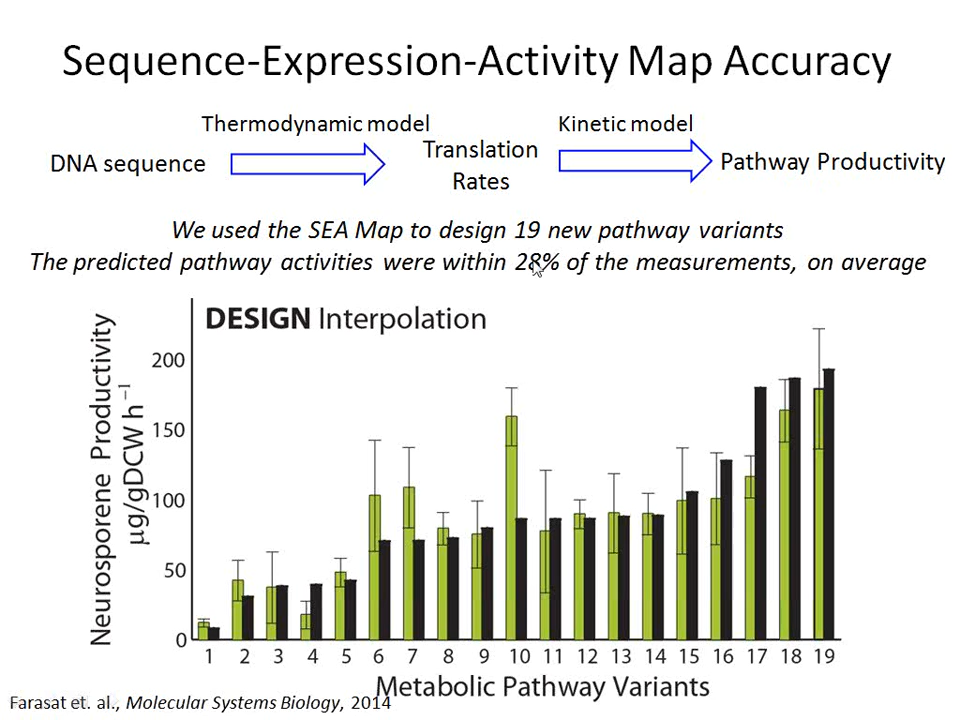 Sequence-Expression-Activity Map Accuracy
Thermodynamic model
Kinetic model
DNA sequence
Translation
Rates
Pathway Productivity
We used the SEA Map to design 19 new pathway variants
The predicted pathway activities were within 28% of the measurements, on average
DESIGN Interpolation
Neurosporene Productivity
µg/gDCW h⁻¹
200
150
100
50
0
1 2 3 4 5 6 7 8 9 10 11 12 13 14 15 16 17 18 19
Metabolic Pathway Variants
Farasat et. al., Molecular Systems Biology, 2014